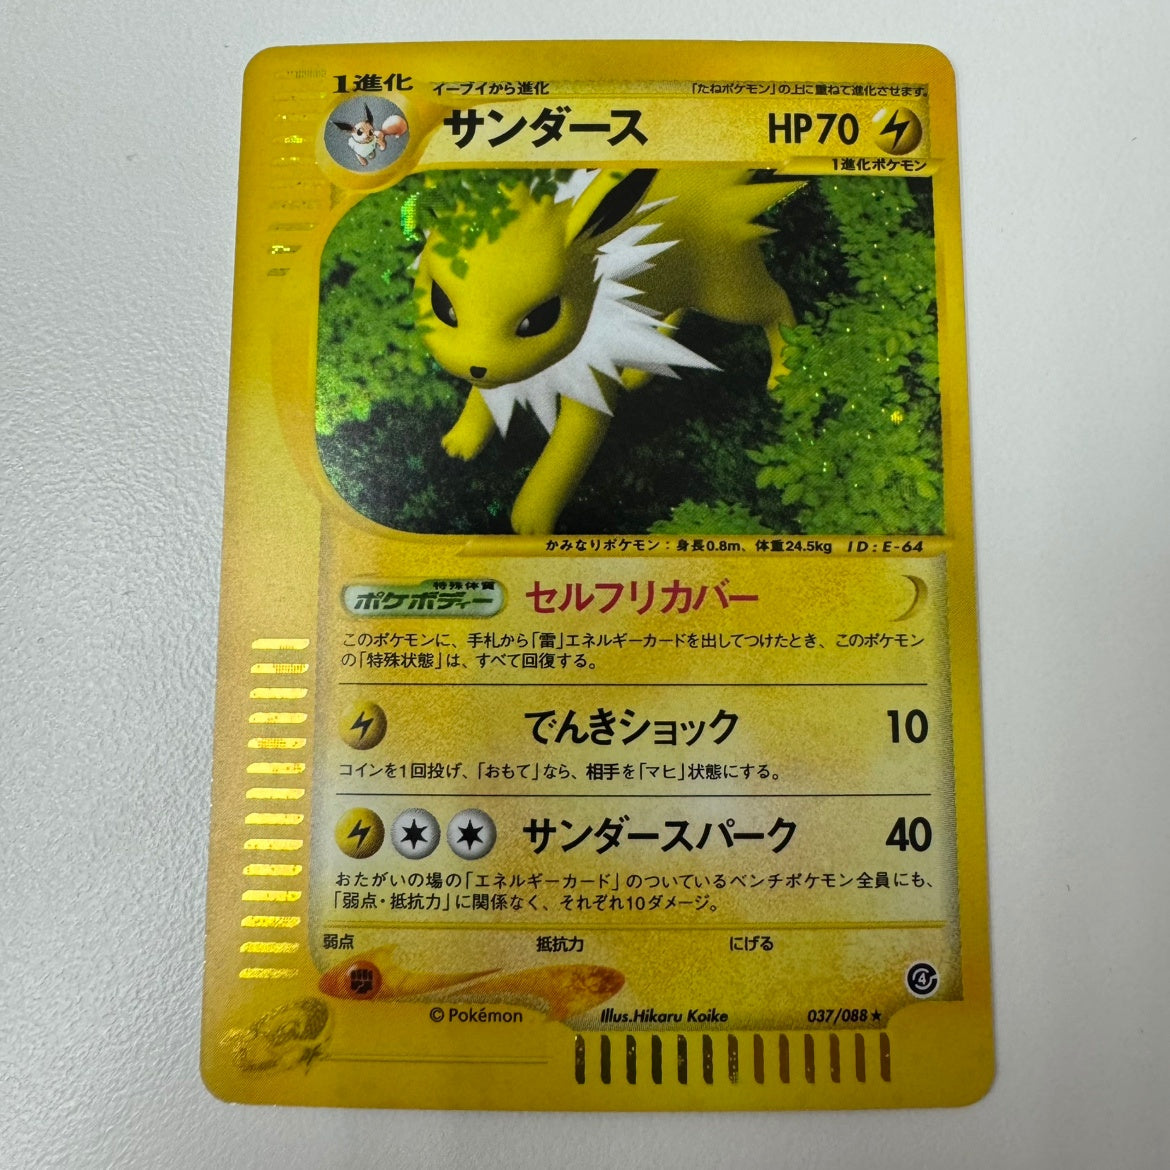 1進化 イーブイから進化 「たねポケモン」の上に重ねて進化させます。
サンダース HP70
1進化ポケモン
かみなりポケモン：身長0.8m、体重24.5kg ID：E-64
特殊体質
ポケボディー セルフリカバー
このポケモンに、手札から「雷」エネルギーカードを出してつけたとき、このポケモン
の「特殊状態」は、すべて回復する。
でんきショック 10
コインを1回投げ、「おもて」なら、相手を「マヒ」状態にする。
サンダースパーク 40
おたがいの場の「エネルギーカード」のついているベンチポケモン全員にも、
「弱点・抵抗力」に関係なく、それぞれ10ダメージ。
弱点 抵抗力 にげる
4
© Pokémon Illus.Hikaru Koike 037/088★